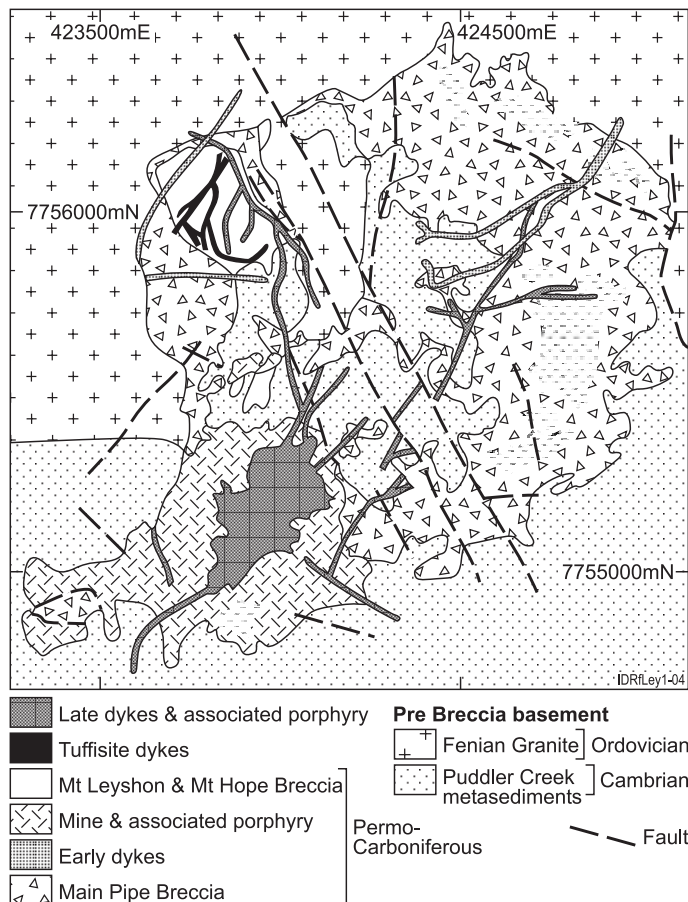 423500mE
424500mE
7756000mN
7755000mN
IDRfLey1-04
Late dykes & associated porphyry
Tuffisite dykes
Mt Leyshon & Mt Hope Breccia
Mine & associated porphyry
Early dykes
Main Pipe Breccia
Permo-
Carboniferous
Pre Breccia basement
Fenian Granite
Ordovician
Puddler Creek
metasediments
Cambrian
Fault